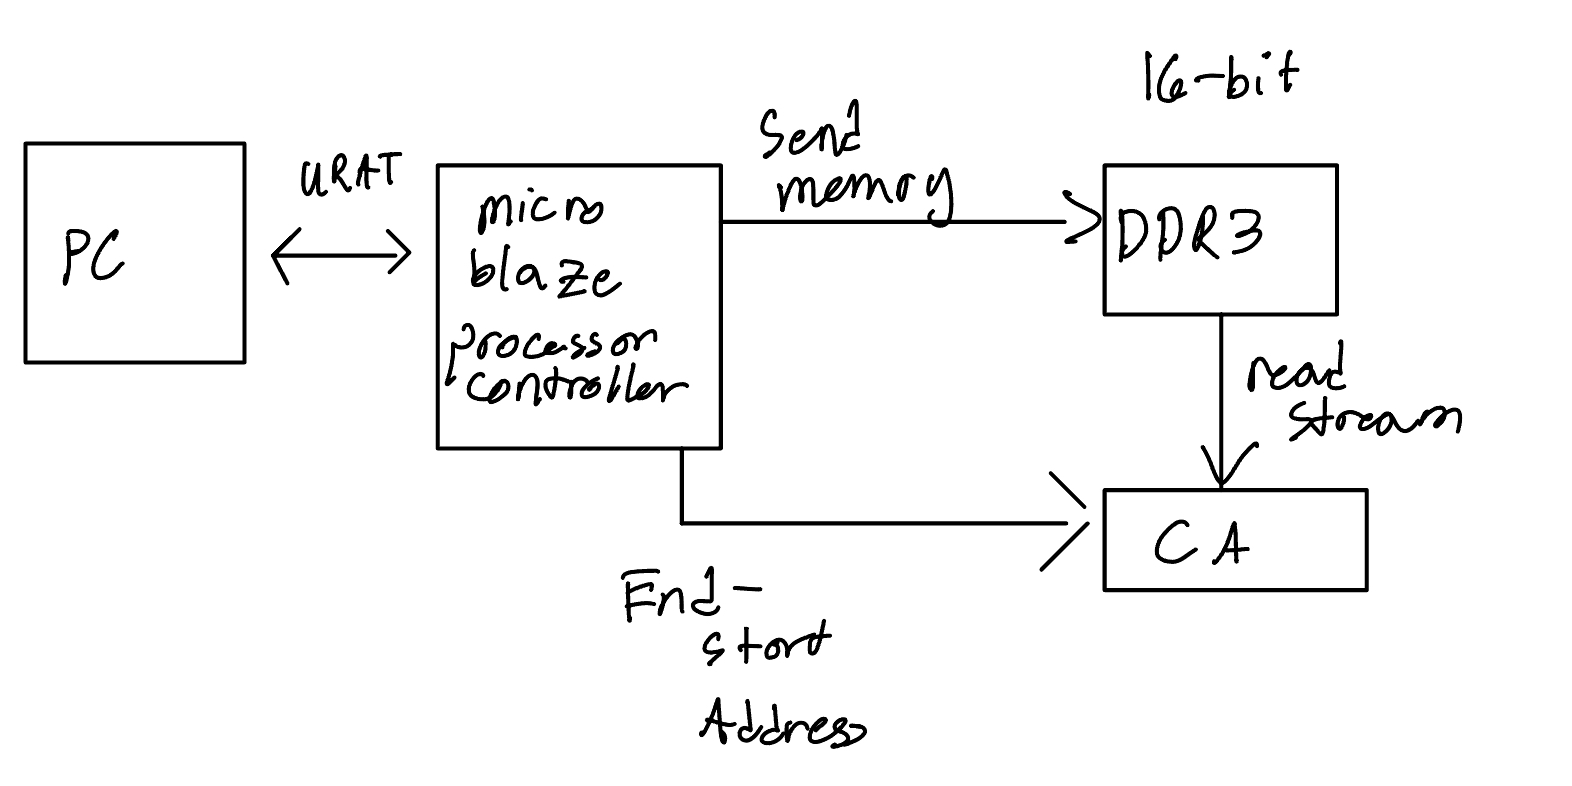 16-bit
Send
memory
URAT
PC
micro
blaze
processor
controller
DDR3
read
stream
CA
End-
start
Address